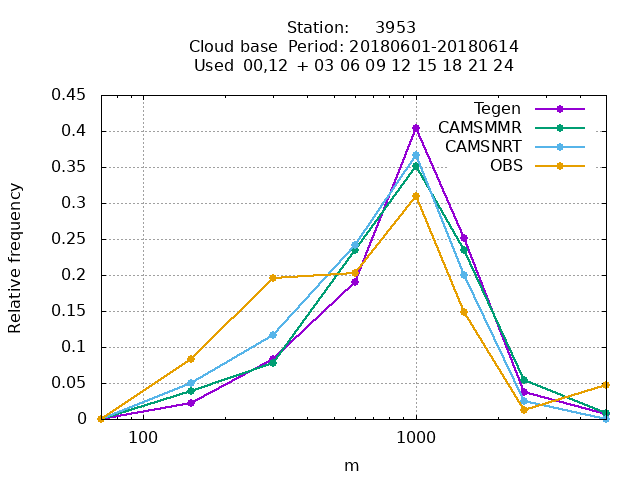 Station: 3953
Cloud base Period: 20180601-20180614
Used 00,12 + 03 06 09 12 15 18 21 24
0.45
0.4
0.35
0.3
0.25
0.2
0.15
0.1
0.05
0
Relative frequency
Tegen
CAMSMMR
CAMSNRT
OBS
100
1000
m